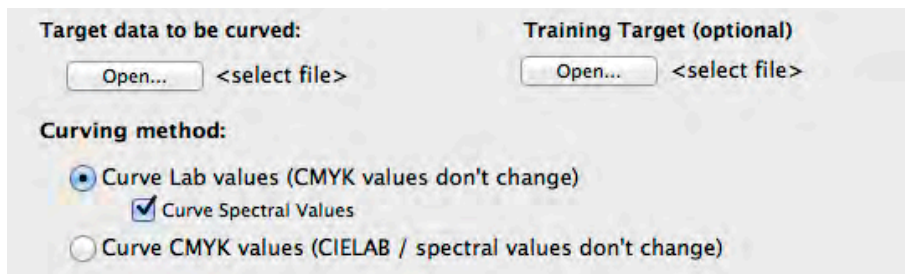 Target data to be curved:
Training Target (optional)
Open... <select file>
Open... <select file>
Curving method:
Curve Lab values (CMYK values don't change)
Curve Spectral Values
Curve CMYK values (CIELAB / spectral values don't change)